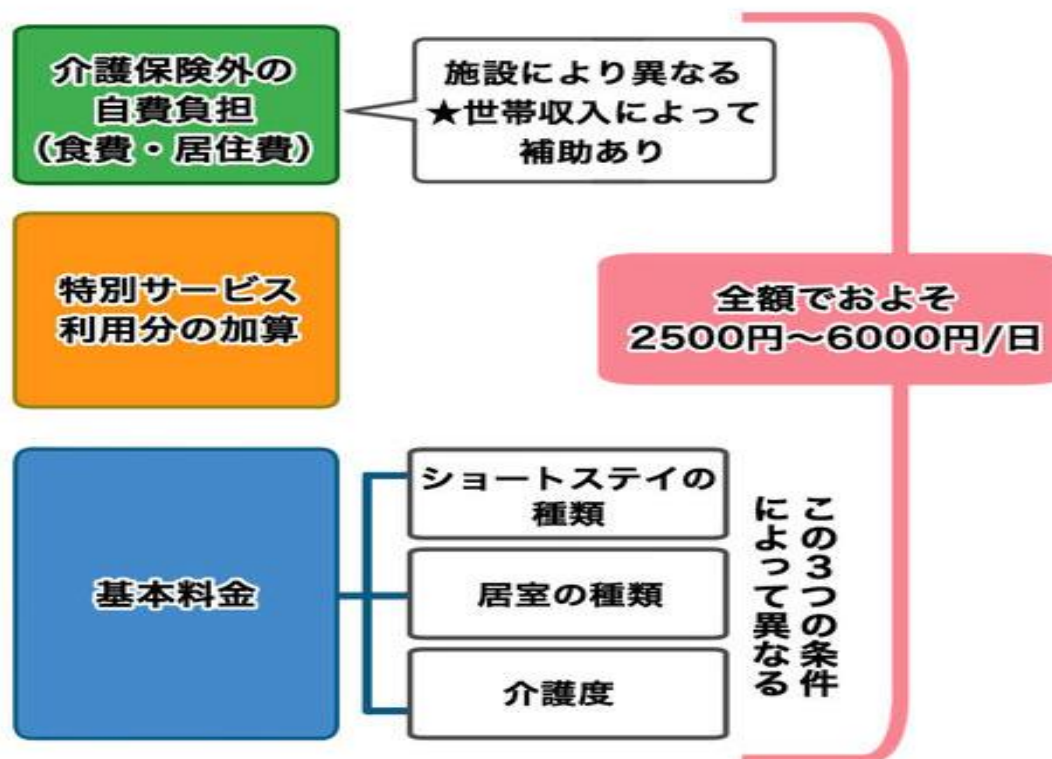 介護保険外の
自費負担
（食費・居住費）
施設により異なる
★世帯収入によって
補助あり
特別サービス
利用分の加算
全額でおよそ
2500円～6000円/日
基本料金
ショートステイの
種類
居室の種類
介護度
この3つの条件
によって異なる